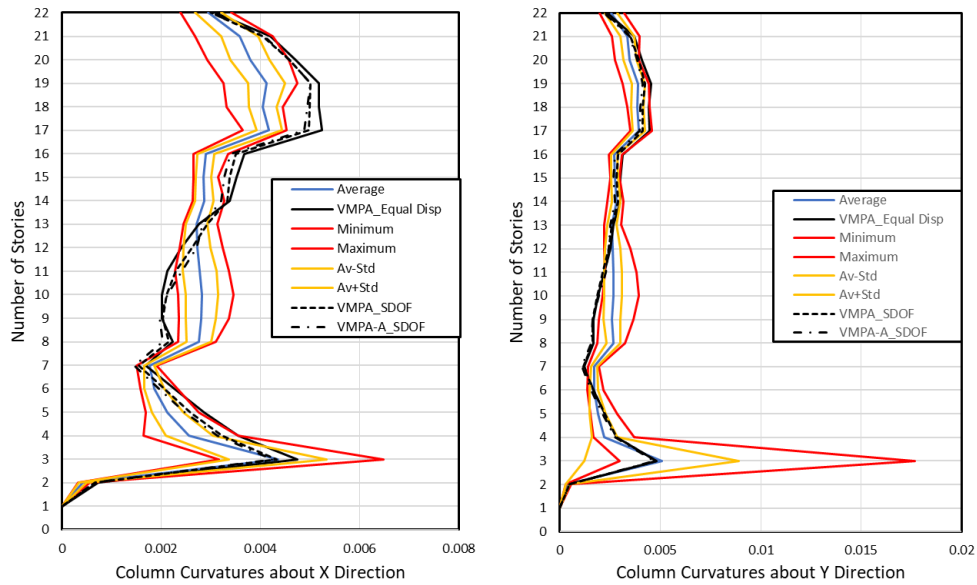 Number of Stories
22
21
20
19
18
17
16
15
14
13
12
11
10
9
8
7
6
5
4
3
2
1
0
0
0.002
0.004
0.006
0.008
Column Curvatures about X Direction
Average
VMPA_Equal Disp
Minimum
Maximum
Av-Std
Av+Std
VMPA_SDOF
VMPA-A_SDOF
Number of Stories
22
21
20
19
18
17
16
15
14
13
12
11
10
9
8
7
6
5
4
3
2
1
0
0
0.005
0.01
0.015
0.02
Column Curvatures about Y Direction
Average
VMPA_Equal Disp
Minimum
Maximum
Av-Std
Av+Std
VMPA_SDOF
VMPA-A_SDOF